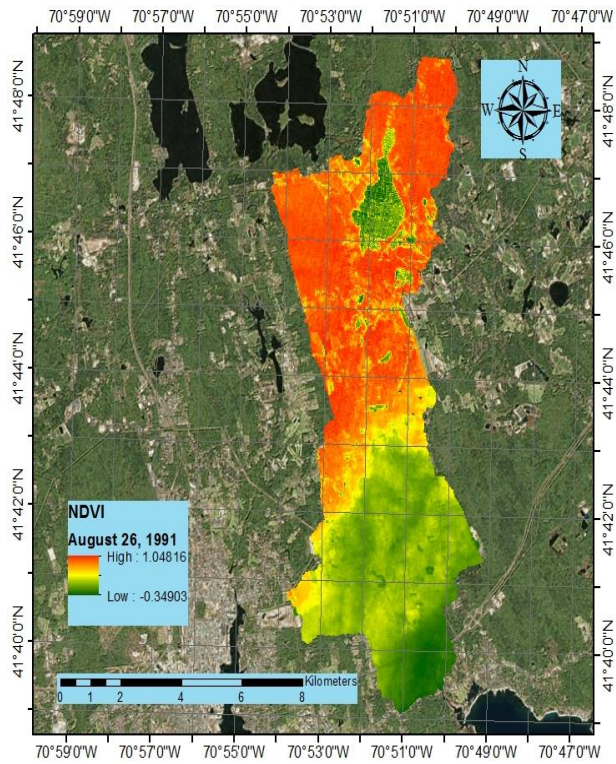 70°59'0"W 70°57'0"W 70°55'0"W 70°53'0"W 70°51'0"W 70°49'0"W 70°47'0"W
41°48'0"N 41°48'0"N
N
W E
S
41°46'0"N 41°46'0"N
41°44'0"N 41°44'0"N
41°42'0"N 41°42'0"N
NDVI
August 26, 1991
High : 1.04816
Low : -0.34903
41°40'0"N 41°40'0"N
Kilometers
0 1 2 4 6 8
70°59'0"W 70°57'0"W 70°55'0"W 70°53'0"W 70°51'0"W 70°49'0"W 70°47'0"W